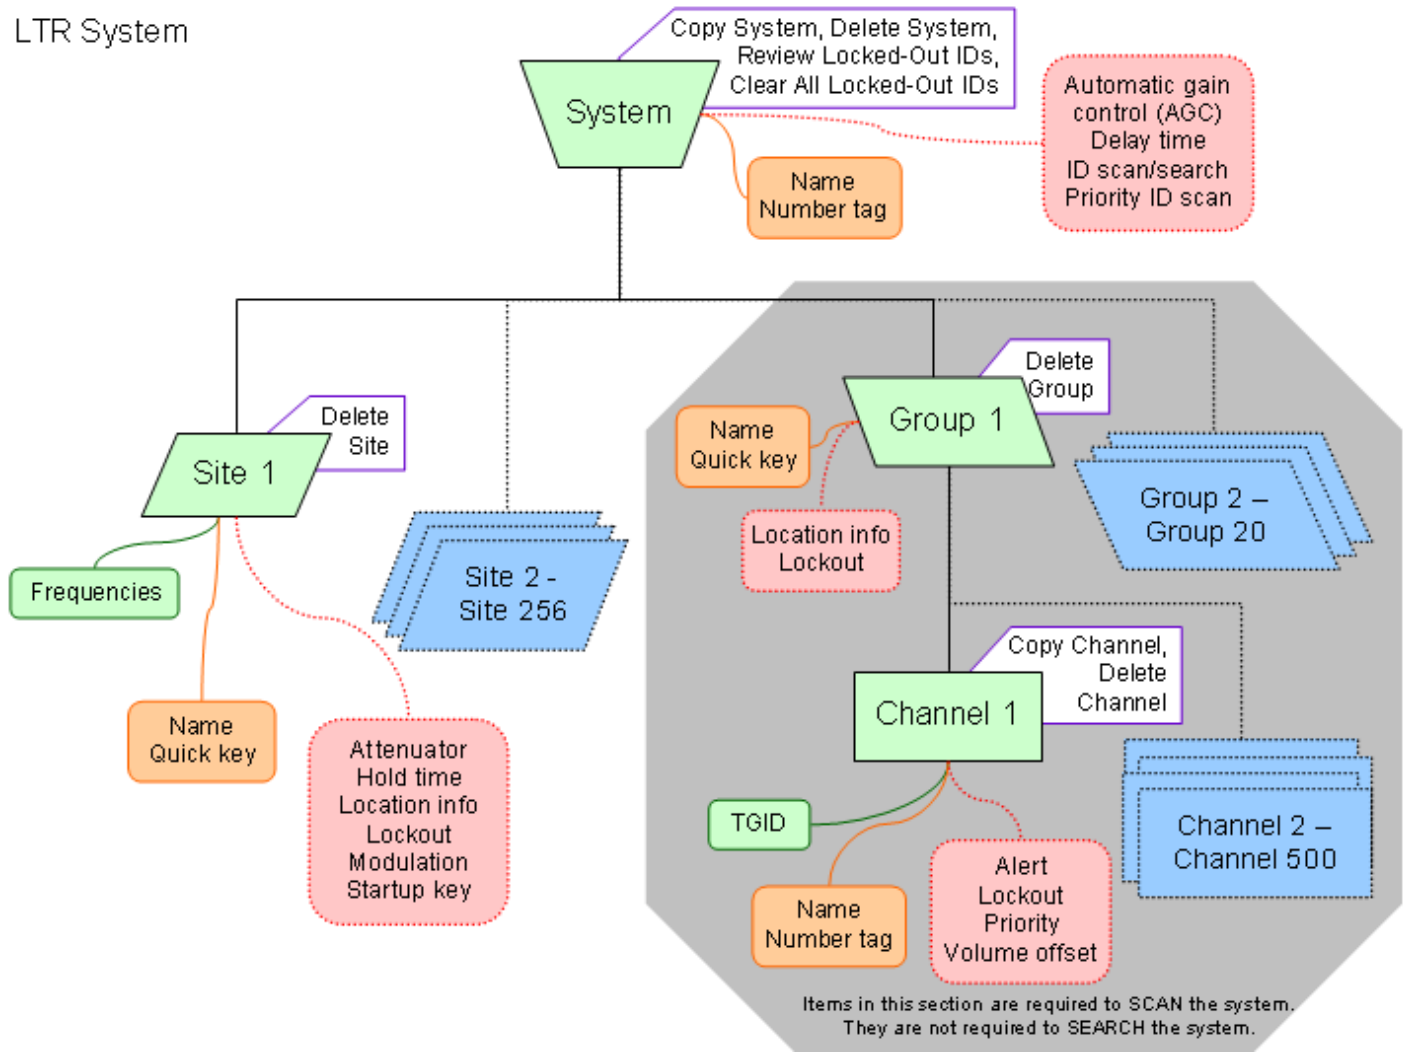 LTR System
Copy System, Delete System,
Review Locked-Out IDs,
Clear All Locked-Out IDs
System
Automatic gain
control (AGC)
Delay time
ID scan/search
Priority ID scan
Name
Number tag
Delete
Site
Site 1
Frequencies
Name
Quick key
Attenuator
Hold time
Location info
Lockout
Modulation
Startup key
Site 2 -
Site 256
Delete
Group
Group 1
Name
Quick key
Location info
Lockout
Group 2 –
Group 20
Copy Channel,
Delete
Channel
Channel 1
TGID
Name
Number tag
Alert
Lockout
Priority
Volume offset
Channel 2 –
Channel 500
Items in this section are required to SCAN the system.
They are not required to SEARCH the system.